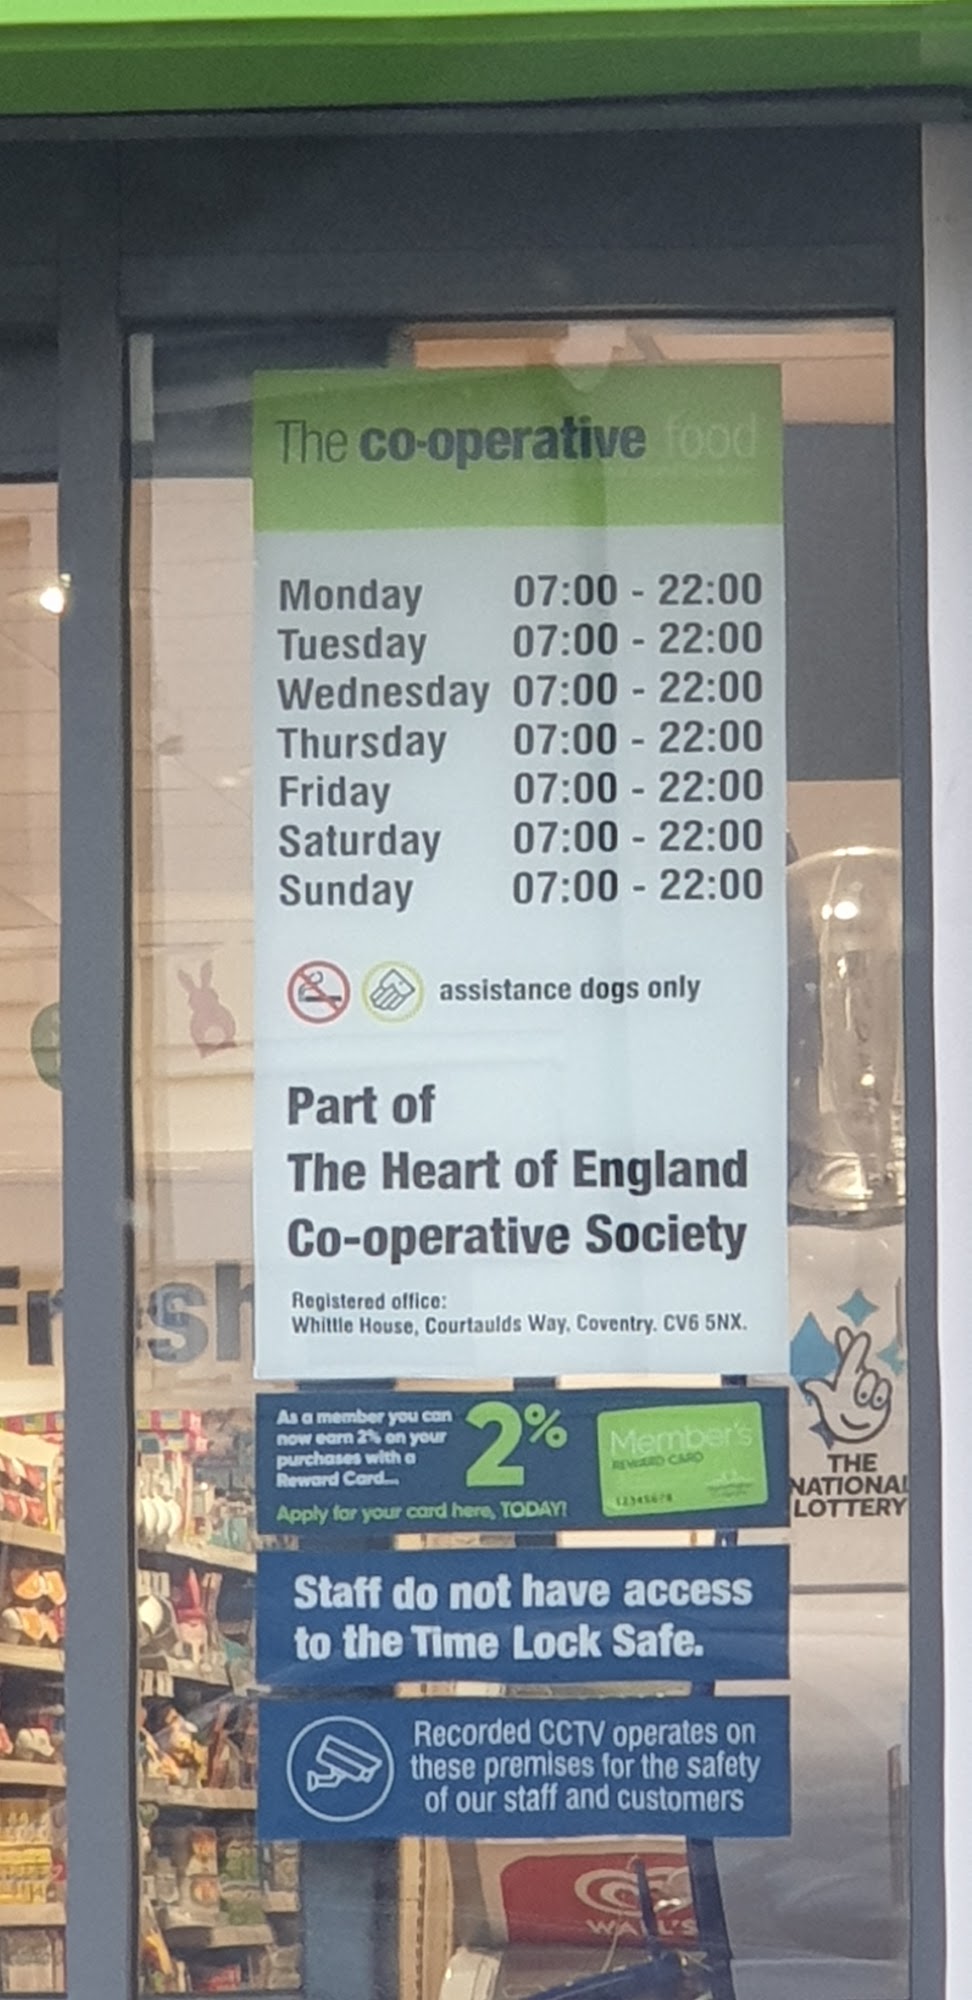 The co-operative food
Monday 07:00 - 22:00
Tuesday 07:00 - 22:00
Wednesday 07:00 - 22:00
Thursday 07:00 - 22:00
Friday 07:00 - 22:00
Saturday 07:00 - 22:00
Sunday 07:00 - 22:00
assistance dogs only
Part of
The Heart of England
Co-operative Society
Registered office:
Whittle House, Courtaulds Way, Coventry. CV6 5NX.
Fresh
As a member you can
now earn 2% on your
purchases with a
Reward Card...
Apply for your card here, TODAY!
2%
Member's
REWARD CARD
12345678
THE
NATIONAL
LOTTERY
Staff do not have access
to the Time Lock Safe.
Recorded CCTV operates on
these premises for the safety
of our staff and customers
WALL'S